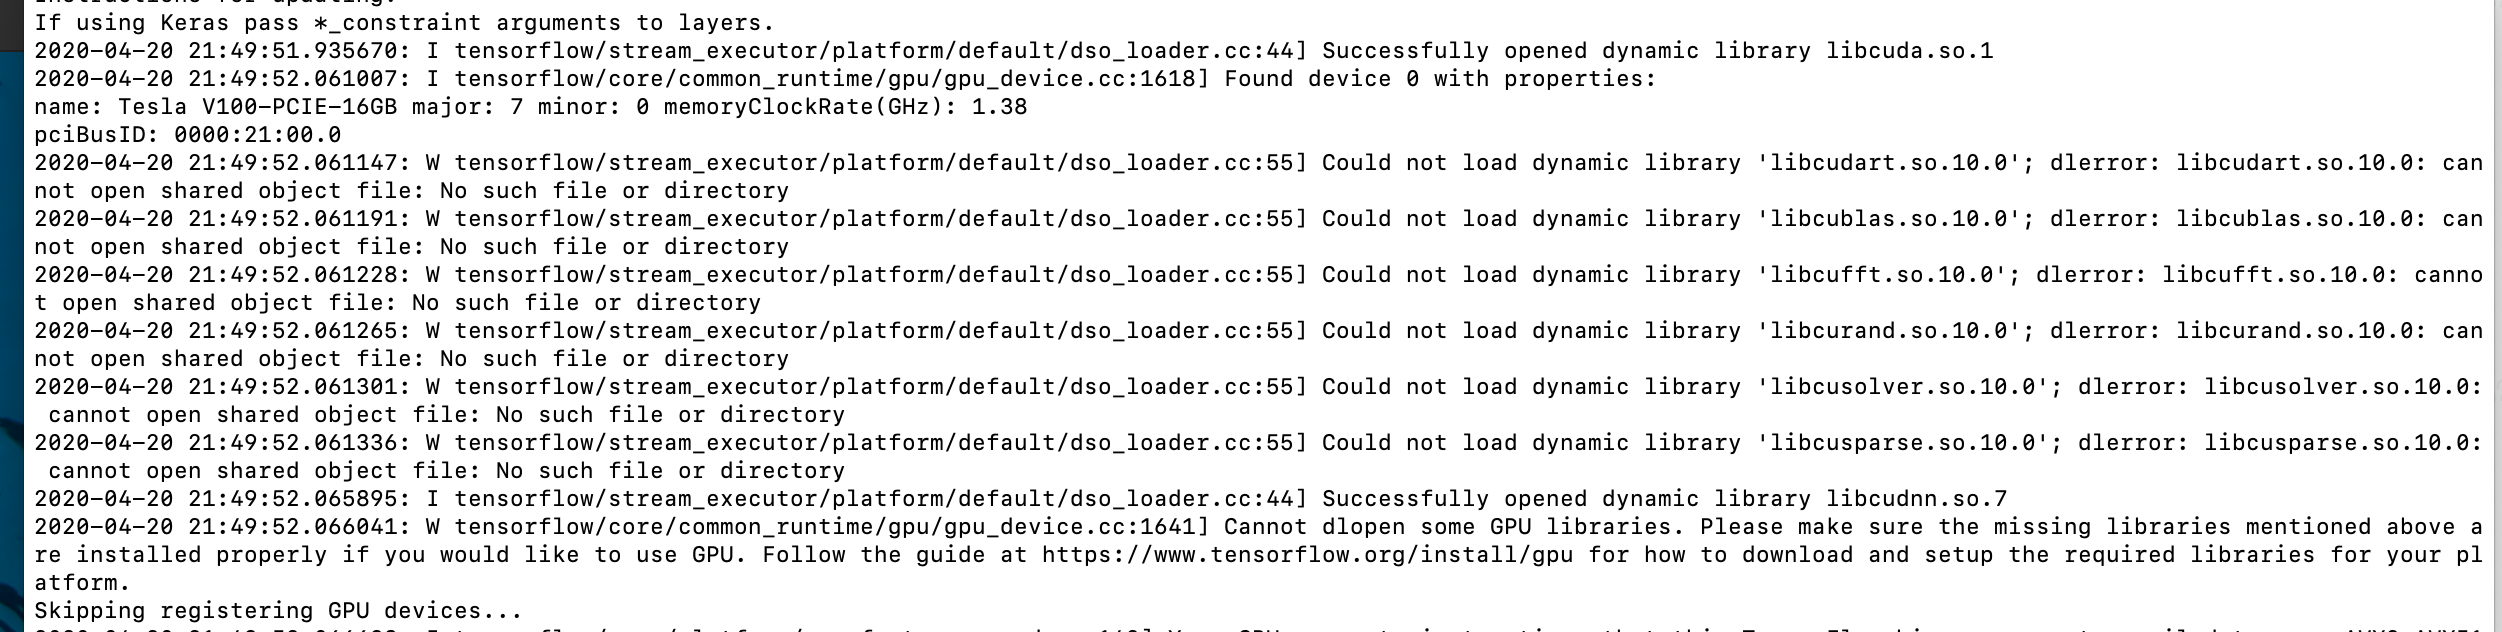 If using Keras pass *_constraint arguments to layers.
2020-04-20 21:49:51.935670: I tensorflow/stream_executor/platform/default/dso_loader.cc:44] Successfully opened dynamic library libcuda.so.1
2020-04-20 21:49:52.061007: I tensorflow/core/common_runtime/gpu/gpu_device.cc:1618] Found device 0 with properties:
name: Tesla V100-PCIE-16GB major: 7 minor: 0 memoryClockRate(GHz): 1.38
pciBusID: 0000:21:00.0
2020-04-20 21:49:52.061147: W tensorflow/stream_executor/platform/default/dso_loader.cc:55] Could not load dynamic library 'libcudart.so.10.0'; dlerror: libcudart.so.10.0: can
not open shared object file: No such file or directory
2020-04-20 21:49:52.061191: W tensorflow/stream_executor/platform/default/dso_loader.cc:55] Could not load dynamic library 'libcublas.so.10.0'; dlerror: libcublas.so.10.0: can
not open shared object file: No such file or directory
2020-04-20 21:49:52.061228: W tensorflow/stream_executor/platform/default/dso_loader.cc:55] Could not load dynamic library 'libcufft.so.10.0'; dlerror: libcufft.so.10.0: canno
t open shared object file: No such file or directory
2020-04-20 21:49:52.061265: W tensorflow/stream_executor/platform/default/dso_loader.cc:55] Could not load dynamic library 'libcurand.so.10.0'; dlerror: libcurand.so.10.0: can
not open shared object file: No such file or directory
2020-04-20 21:49:52.061301: W tensorflow/stream_executor/platform/default/dso_loader.cc:55] Could not load dynamic library 'libcusolver.so.10.0'; dlerror: libcusolver.so.10.0:
 cannot open shared object file: No such file or directory
2020-04-20 21:49:52.061336: W tensorflow/stream_executor/platform/default/dso_loader.cc:55] Could not load dynamic library 'libcusparse.so.10.0'; dlerror: libcusparse.so.10.0:
 cannot open shared object file: No such file or directory
2020-04-20 21:49:52.065895: I tensorflow/stream_executor/platform/default/dso_loader.cc:44] Successfully opened dynamic library libcudnn.so.7
2020-04-20 21:49:52.066041: W tensorflow/core/common_runtime/gpu/gpu_device.cc:1641] Cannot dlopen some GPU libraries. Please make sure the missing libraries mentioned above a
re installed properly if you would like to use GPU. Follow the guide at https://www.tensorflow.org/install/gpu for how to download and setup the required libraries for your pl
atform.
Skipping registering GPU devices...